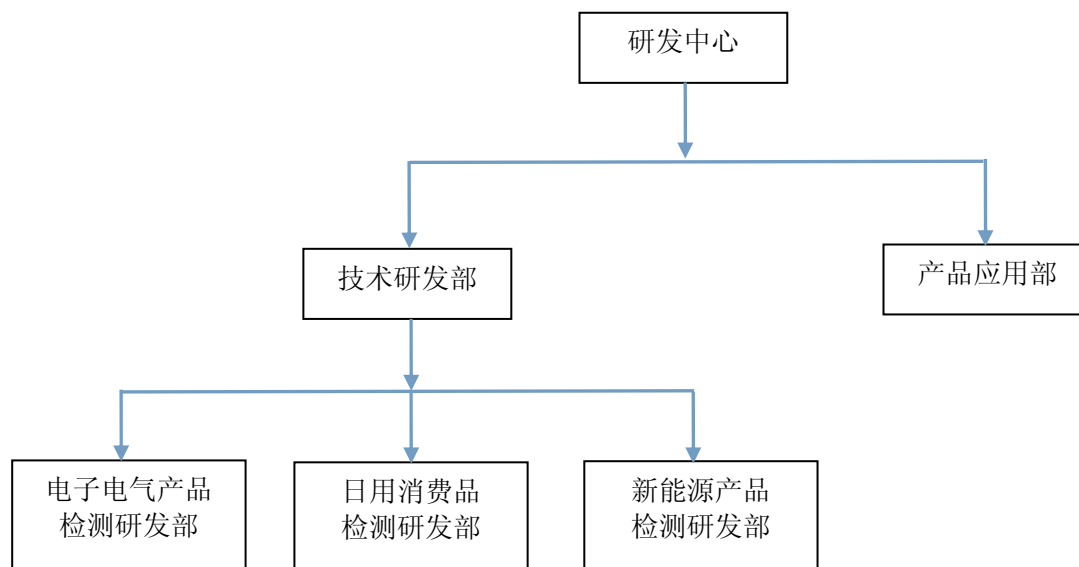 研发中心
技术研发部
产品应用部
电子电气产品
检测研发部
日用消费品
检测研发部
新能源产品
检测研发部